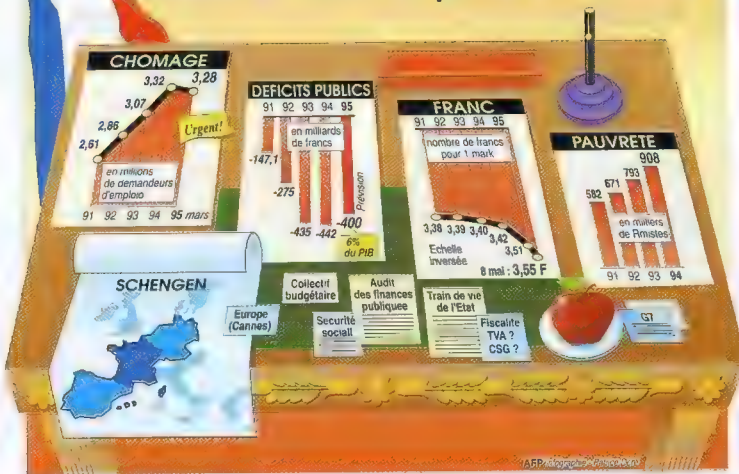 CHOMAGE
3,32
3,28
3,07
2,86
2,61
Urgent!
en millions
de demandeurs
d'emploi
91 92 93 94 95 mars
DEFICITS PUBLICS
91 92 93 94 95
en milliards
de francs
-147,1
-275
-435
-442
-400
Prévision
6%
du PIB
FRANC
91 92 93 94 95
nombre de francs
pour 1 mark
3,38
3,39
3,40
3,42
3,51
Echelle
inversée
8 mai : 3,55 F
PAUVRETE
908
793
671
582
en milliers
de Rmistes
91 92 93 94
SCHENGEN
Europe
(Cannes)
Collectif
budgétaire
Securité
sociall
Audit
des finances
publiquee
Train de vie
de l'Etat
Fiscalite
TVA ?
CSG ?
G7
AFP